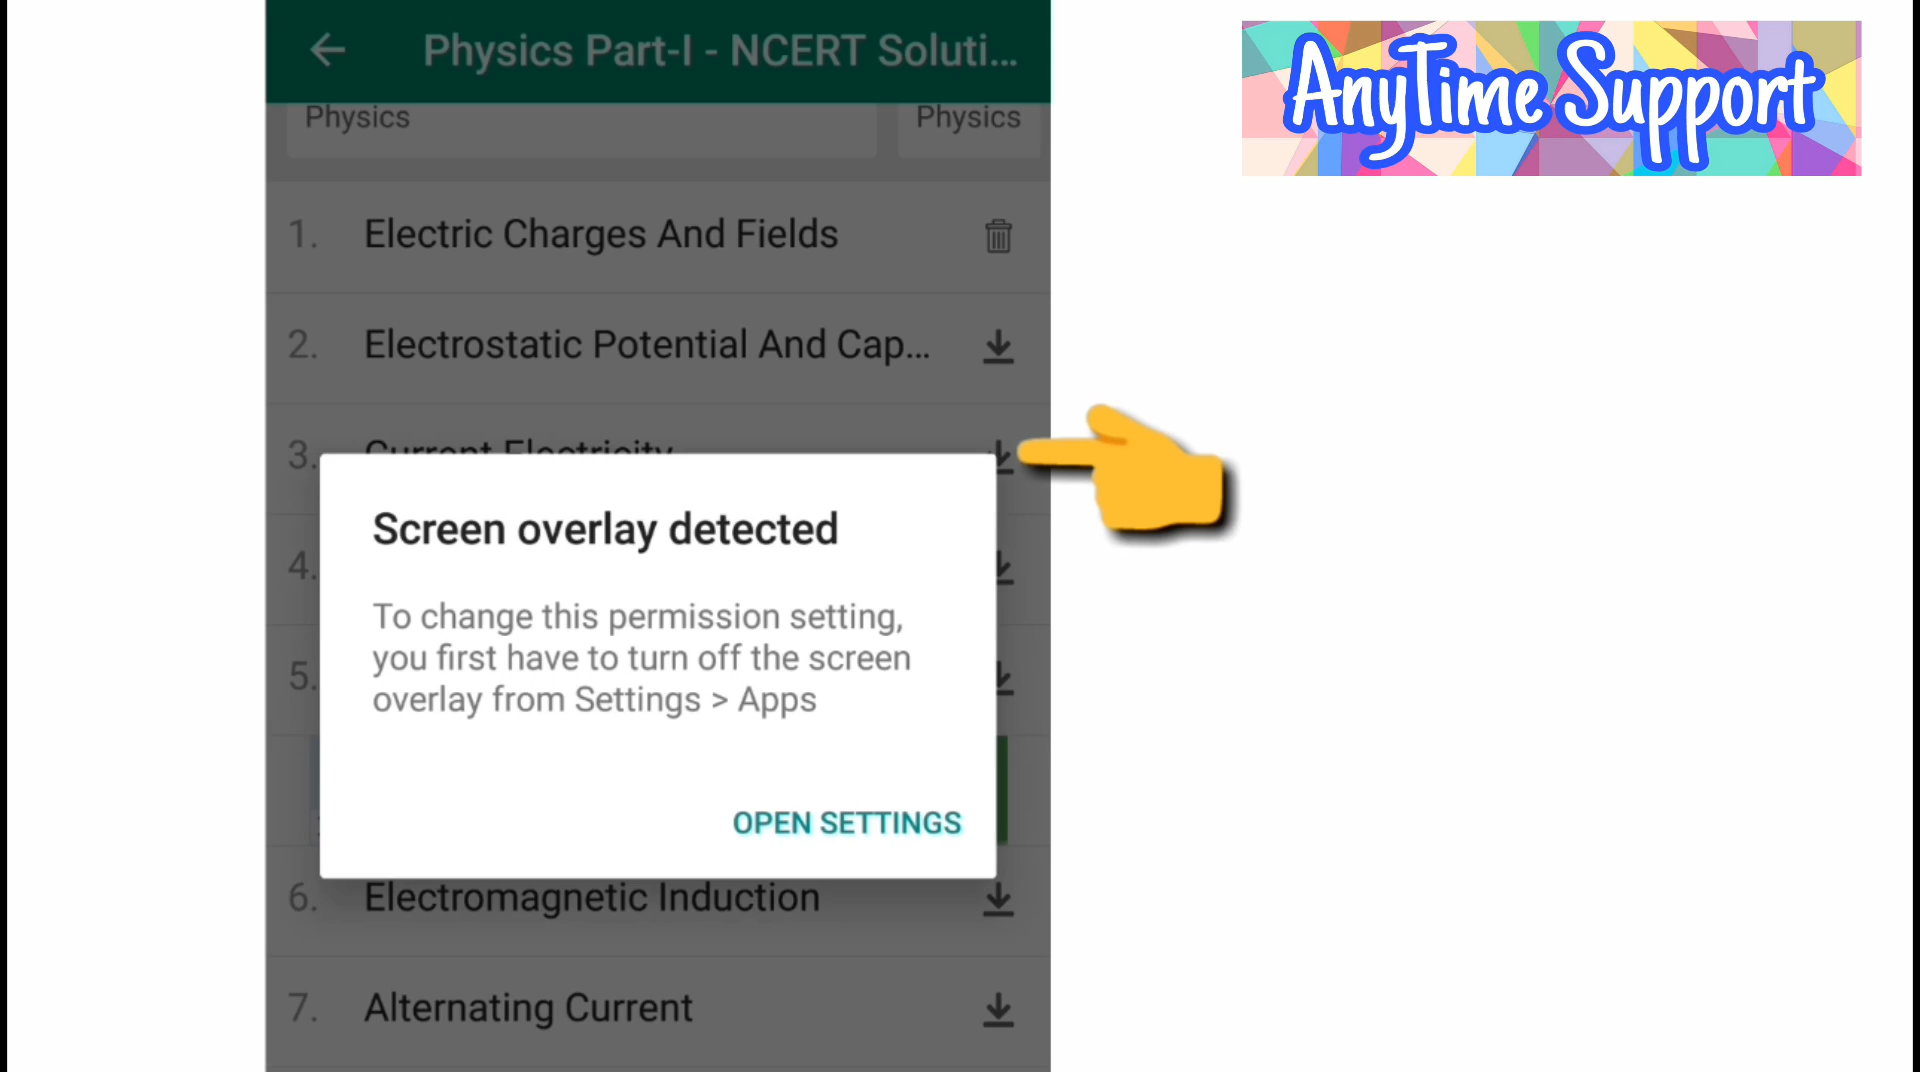 Physics Part-I - NCERT Soluti...
AnyTime Support
Physics
Physics
1. Electric Charges And Fields
2. Electrostatic Potential And Cap...
3. Current Electricity
Screen overlay detected
4.
To change this permission setting,
you first have to turn off the screen
5.
overlay from Settings > Apps
OPEN SETTINGS
6. Electromagnetic Induction
7. Alternating Current